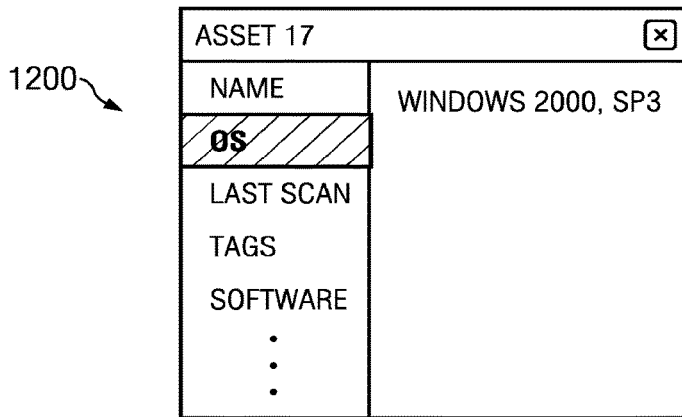 1200
ASSET 17
NAME
OS
LAST SCAN
TAGS
SOFTWARE
WINDOWS 2000, SP3